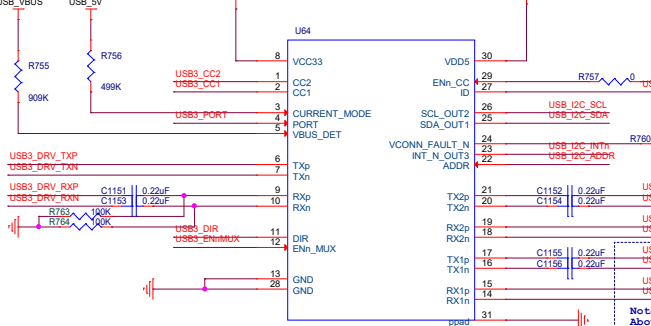 USB_VBUS USB_5V
U64
8 VCC33 VDD5 30
R756
R755
499K
909K
USB3_CC2 1 CC2 ENn_CC 29 R757 0
USB3_CC1 2 CC1 ID 27
3 CURRENT_MODE SCL_OUT2 26 USB_I2C_SCL
USB3_PORT 4 PORT SDA_OUT1 25 USB_I2C_SDA
5 VBUS_DET
VCONN_FAULT_N 24 R760
INT_N_OUT3 23 USB_I2C_INTn
USB3_DRV_TXP 6 TXp ADDR 22 USB_I2C_ADDR
USB3_DRV_TXN 7 TXn
USB3_DRV_RXP C1151 0.22uF 9 RXp TX2p 21 C1152 0.22uF
USB3_DRV_RXN C1153 0.22uF 10 RXn TX2n 20 C1154 0.22uF
R763 100K
R764 100K
RX2p 19
USB3_DIR 11 DIR RX2n 18
USB3_ENnMUX 12 ENn_MUX
TX1p 17 C1155 0.22uF
TX1n 16 C1156 0.22uF
13 GND
28 GND RX1p 15
RX1n 14
ppad 31
Not
Abo